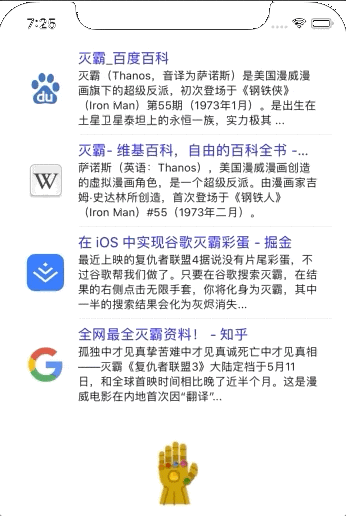 7:25
灭霸_百度百科
灭霸（Thanos，音译为萨诺斯）是美国漫威漫
画旗下的超级反派，初次登场于《钢铁侠》
（Iron Man）第55期（1973年1月）。是出生在
土星卫星泰坦上的永恒一族，实力极其 ...
du
灭霸- 维基百科，自由的百科全书 -...
萨诺斯（英语：Thanos），美国漫威漫画创造
的虚拟漫画角色，是一个超级反派。由漫画家吉
姆·史达林所创造，首次登场于《钢铁人》
（Iron Man）#55（1973年二月）。
W
在 iOS 中实现谷歌灭霸彩蛋 - 掘金
最近上映的复仇者联盟4据说没有片尾彩蛋，不
过谷歌帮我们做了。只要在谷歌搜索灭霸，在结
果的右侧点击无限手套，你将化身为灭霸，其中
一半的搜索结果会化为灰烬消失...
全网最全灭霸资料！ - 知乎
孤独中才见真挚苦难中才见真诚死亡中才见真相
——灭霸《复仇者联盟3》大陆定档于5月11
日，和全球首映时间相比晚了近半个月。这是漫
威电影在内地首次因“翻译”...
G